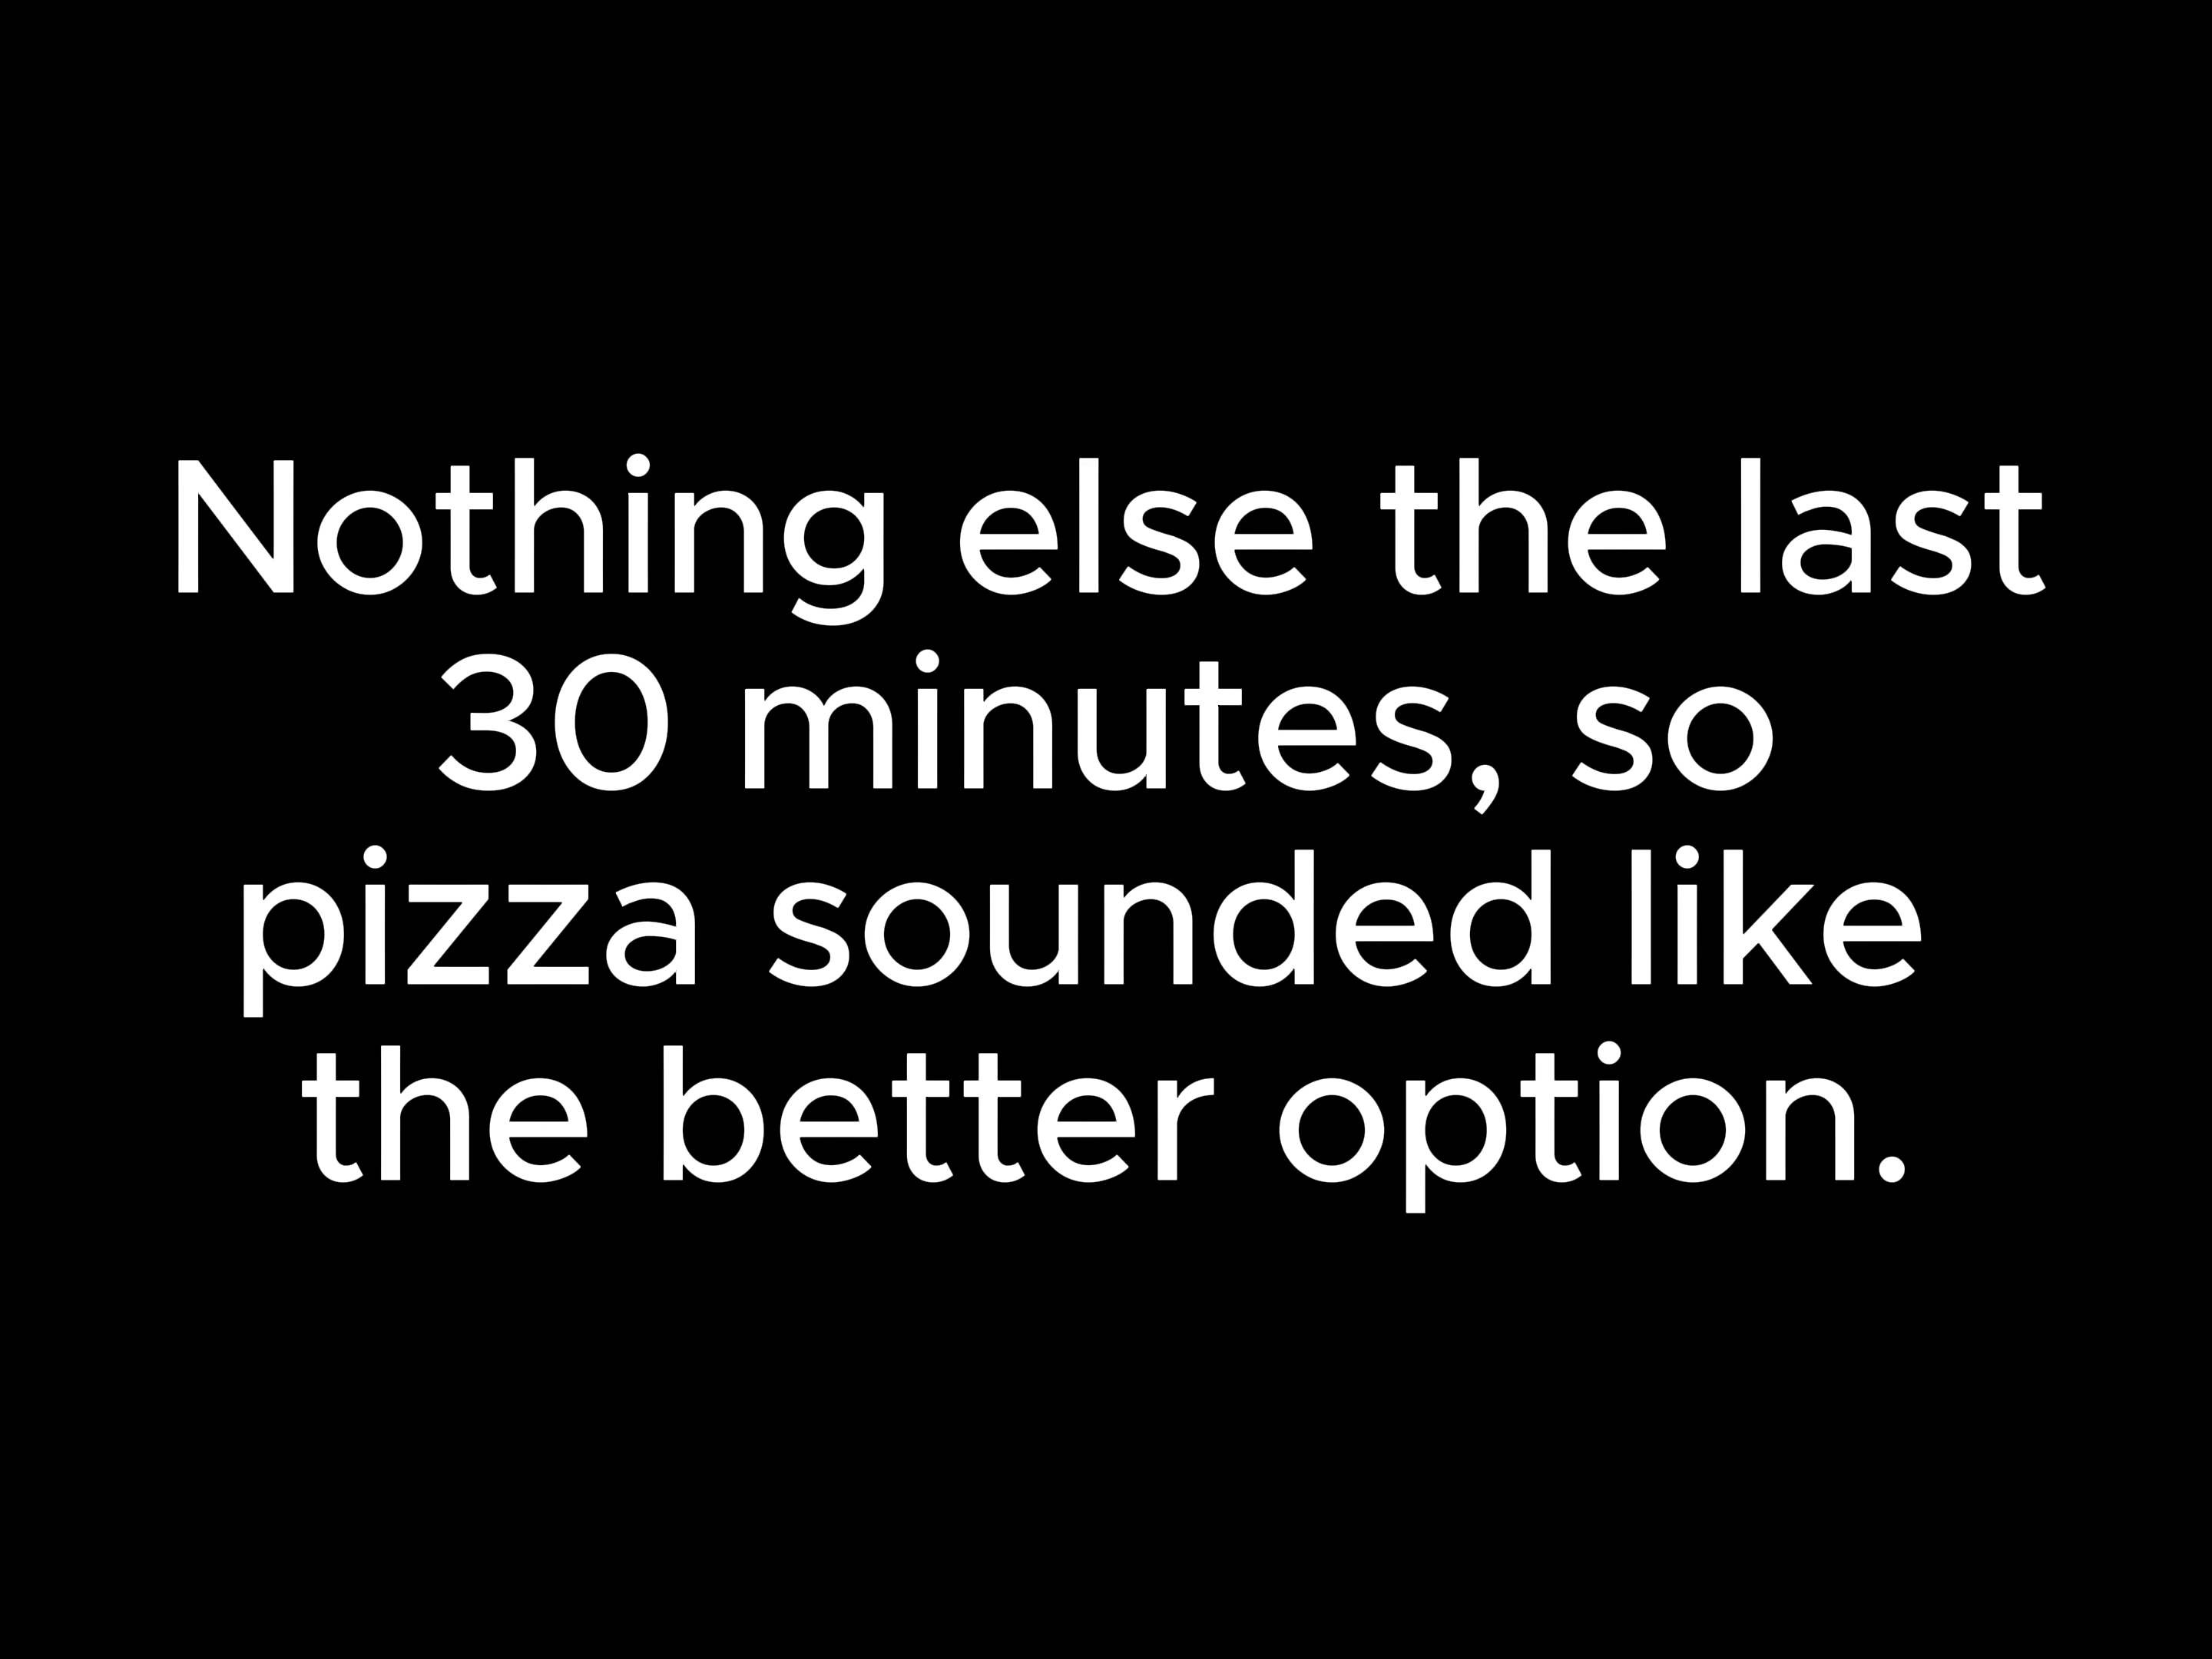 Nothing else the last
30 minutes, so
pizza sounded like
the better option.